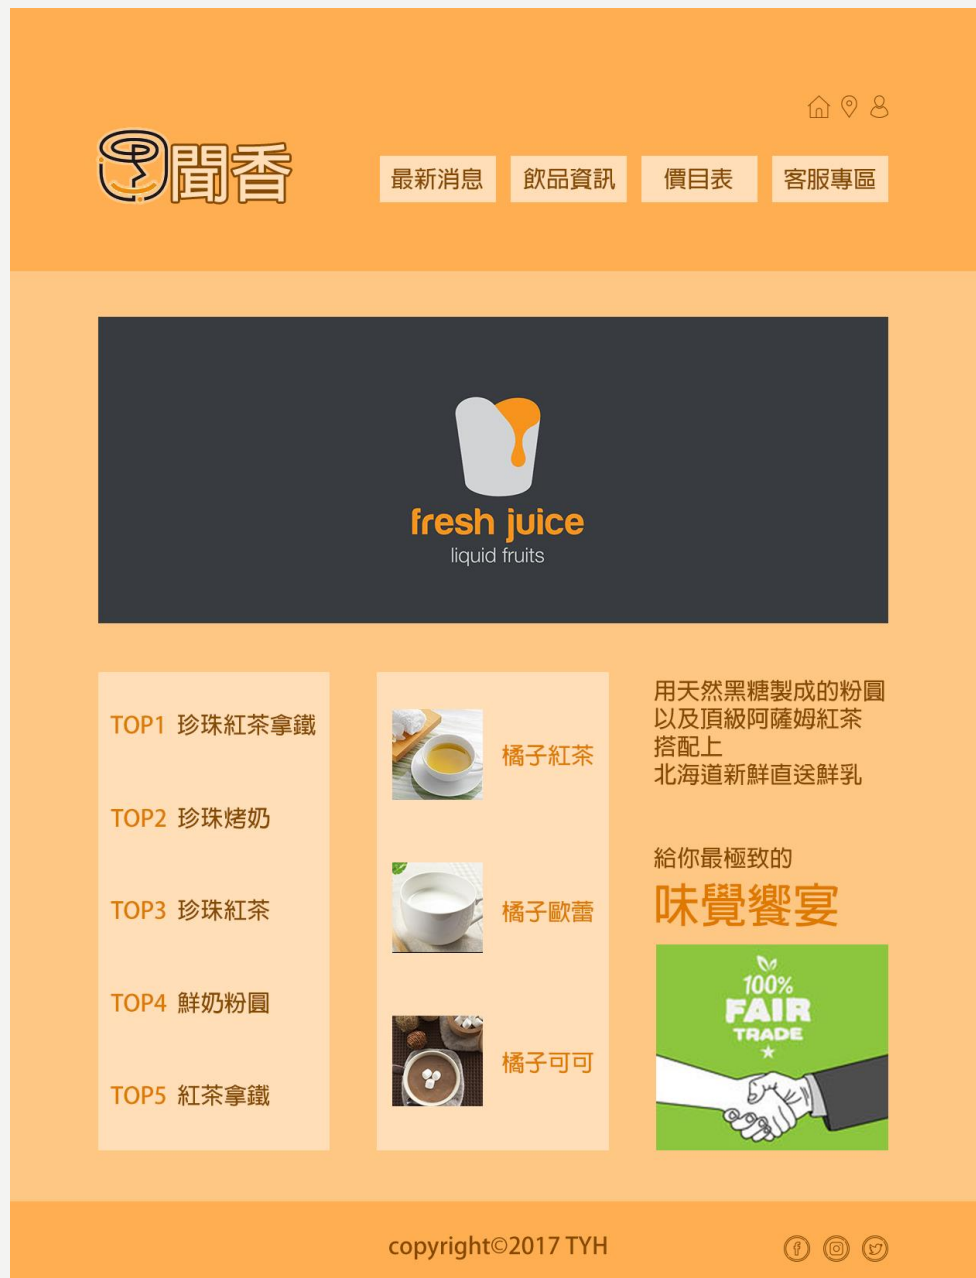 聞香
最新消息
飲品資訊
價目表
客服專區
fresh juice
liquid fruits
TOP1 珍珠紅茶拿鐵
TOP2 珍珠烤奶
TOP3 珍珠紅茶
TOP4 鮮奶粉圓
TOP5 紅茶拿鐵
橘子紅茶
橘子歐蕾
橘子可可
用天然黑糖製成的粉圓
以及頂級阿薩姆紅茶
搭配上
北海道新鮮直送鮮乳
給你最極致的
味覺饗宴
100%
FAIR
TRADE
copyright©2017 TYH